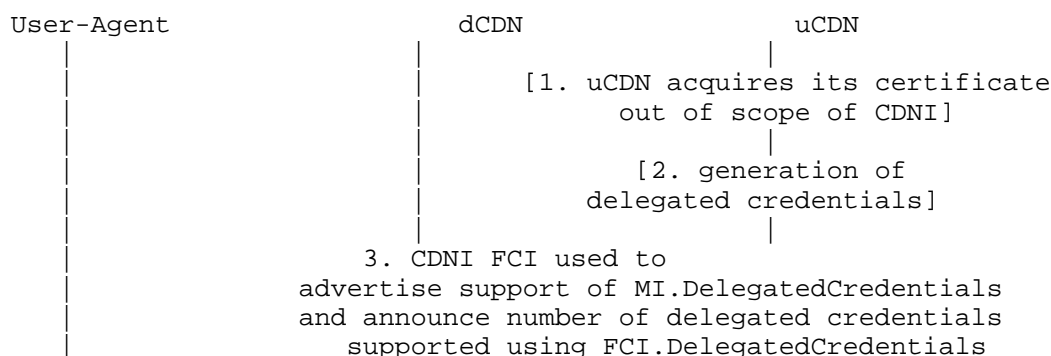 User-Agent dCDN uCDN
[1. uCDN acquires its certificate
out of scope of CDNI]
[2. generation of
delegated credentials]
3. CDNI FCI used to
advertise support of MI.DelegatedCredentials
and announce number of delegated credentials
supported using FCI.DelegatedCredentials